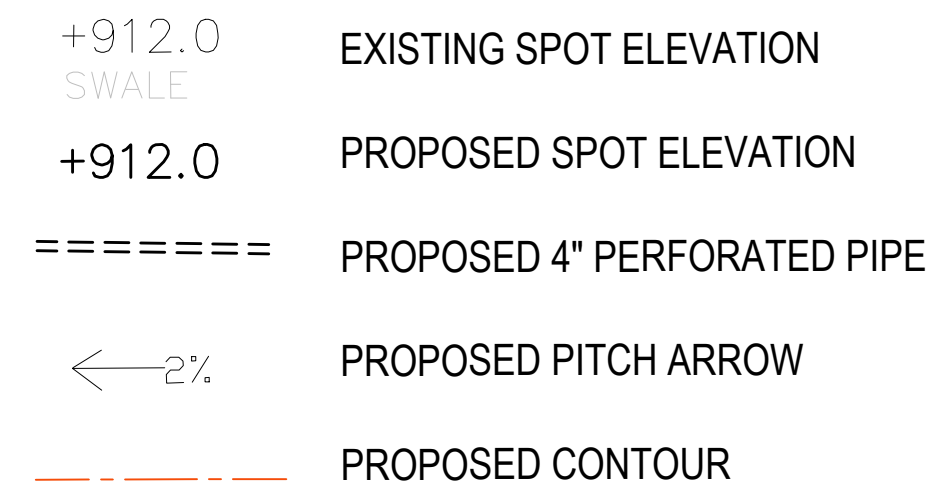 +912.0 EXISTING SPOT ELEVATION
SWALE
+912.0 PROPOSED SPOT ELEVATION
PROPOSED 4" PERFORATED PIPE
2% PROPOSED PITCH ARROW
PROPOSED CONTOUR